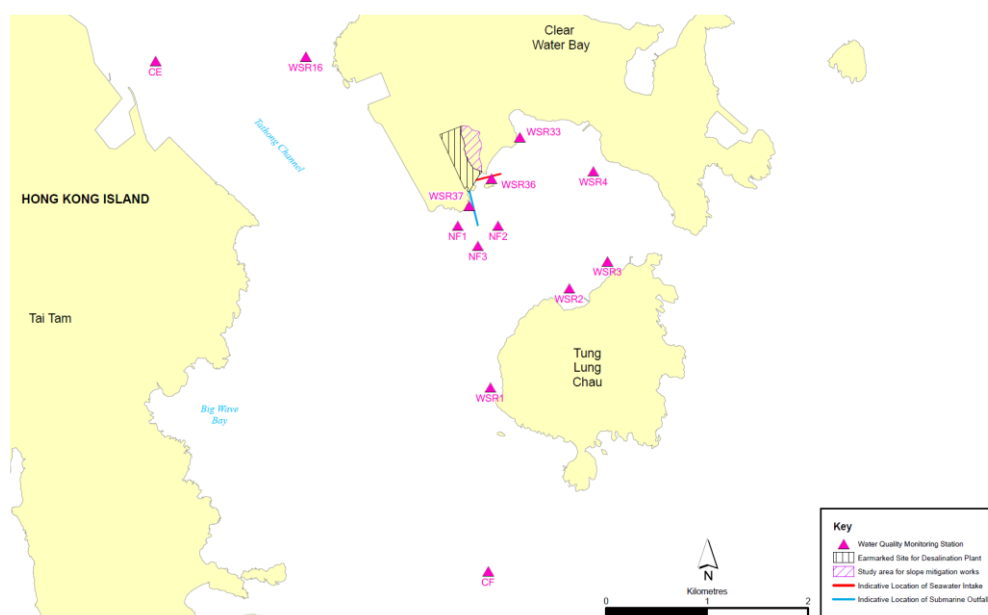 Clear
Water Bay
CE
WSR16
Tathong Channel
WSR33
WSR36
WSR4
HONG KONG ISLAND
WSR37
NF1
NF2
NF3
WSR3
WSR2
Tai Tam
Tung
Lung
Chau
WSR1
Big Wave
Bay
CF
N
Kilometres
0
1
2
Key
Water Quality Monitoring Station
Earmarked Site for Desalination Plant
Study area for slope mitigation works
Indicative Location of Seawater Intake
Indicative Location of Submarine Outfall